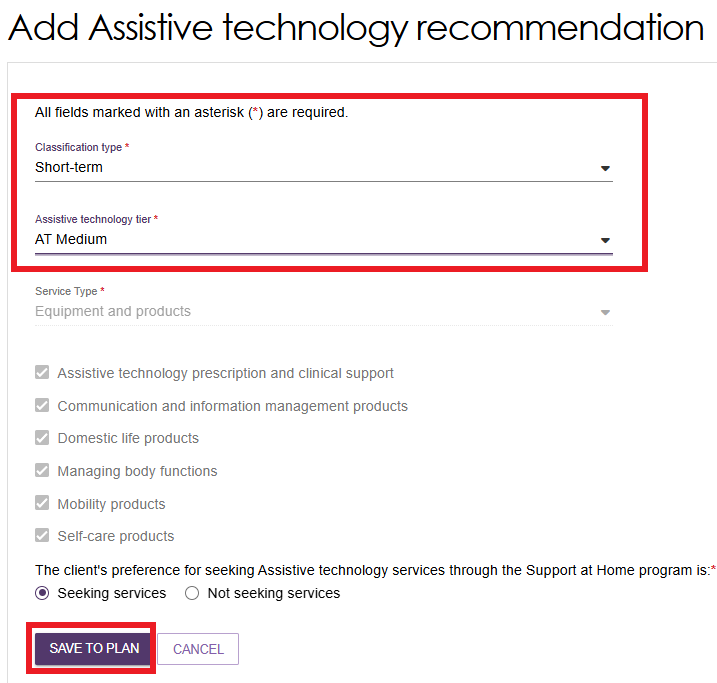 Add Assistive technology recommendation
All fields marked with an asterisk (*) are required.
Classification type *
Short-term
Assistive technology tier *
AT Medium
Service Type *
Equipment and products
Assistive technology prescription and clinical support
Communication and information management products
Domestic life products
Managing body functions
Mobility products
Self-care products
The client's preference for seeking Assistive technology services through the Support at Home program is:*
Seeking services Not seeking services
SAVE TO PLAN CANCEL